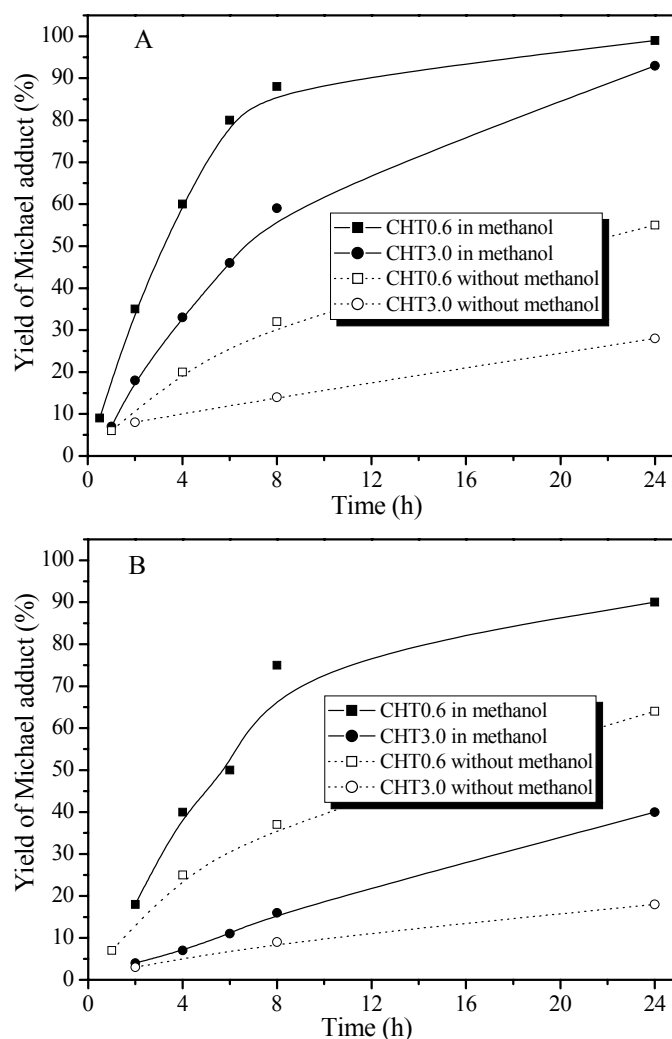 A
100
90
80
70
60
50
40
30
20
10
0
Yield of Michael adduct (%)
CHT0.6 in methanol
CHT3.0 in methanol
CHT0.6 without methanol
CHT3.0 without methanol
0 4 8 12 16 20 24
Time (h)
B
100
90
80
70
60
50
40
30
20
10
0
Yield of Michael adduct (%)
CHT0.6 in methanol
CHT3.0 in methanol
CHT0.6 without methanol
CHT3.0 without methanol
0 4 8 12 16 20 24
Time (h)